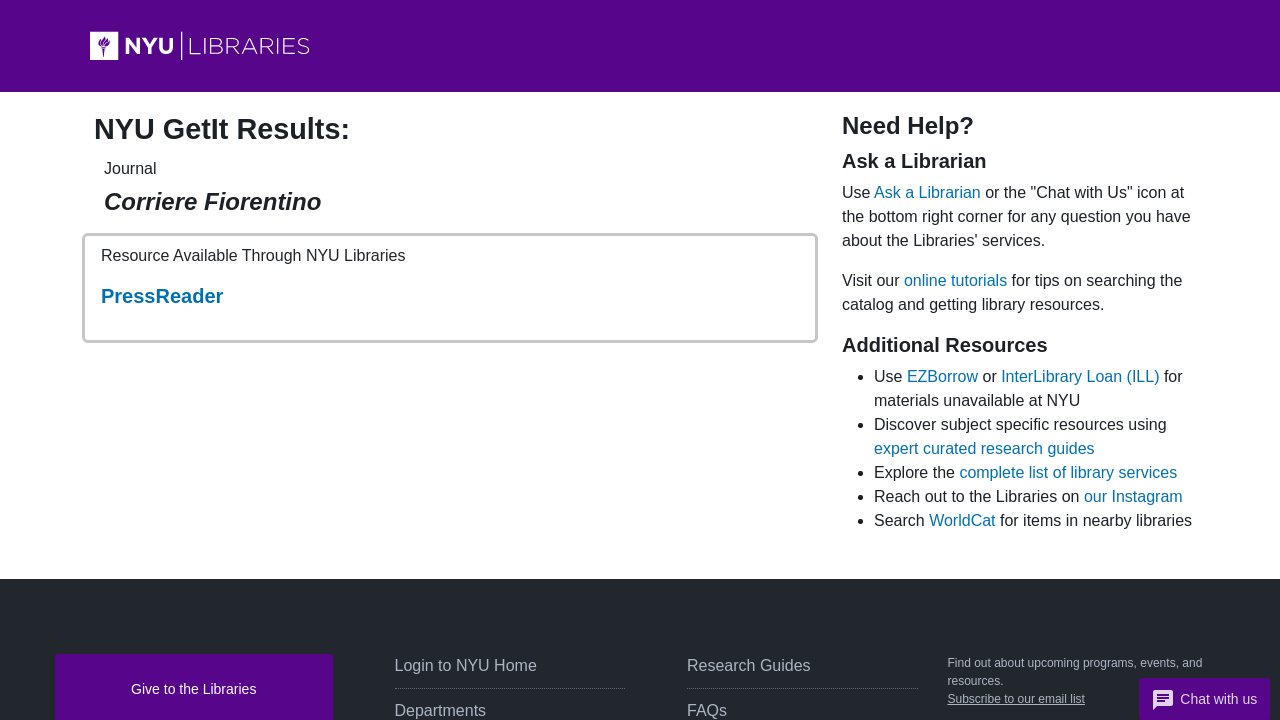 NYU LIBRARIES
NYU GetIt Results:
Journal
Corriere Fiorentino
Resource Available Through NYU Libraries
PressReader
Need Help?
Ask a Librarian
Use Ask a Librarian or the "Chat with Us" icon at
the bottom right corner for any question you have
about the Libraries' services.
Visit our online tutorials for tips on searching the
catalog and getting library resources.
Additional Resources
Use EZBorrow or InterLibrary Loan (ILL) for
materials unavailable at NYU
Discover subject specific resources using
expert curated research guides
Explore the complete list of library services
Reach out to the Libraries on our Instagram
Search WorldCat for items in nearby libraries
Give to the Libraries
Login to NYU Home
Departments
Research Guides
FAQs
Find out about upcoming programs, events, and
resources.
Subscribe to our email list
Chat with us